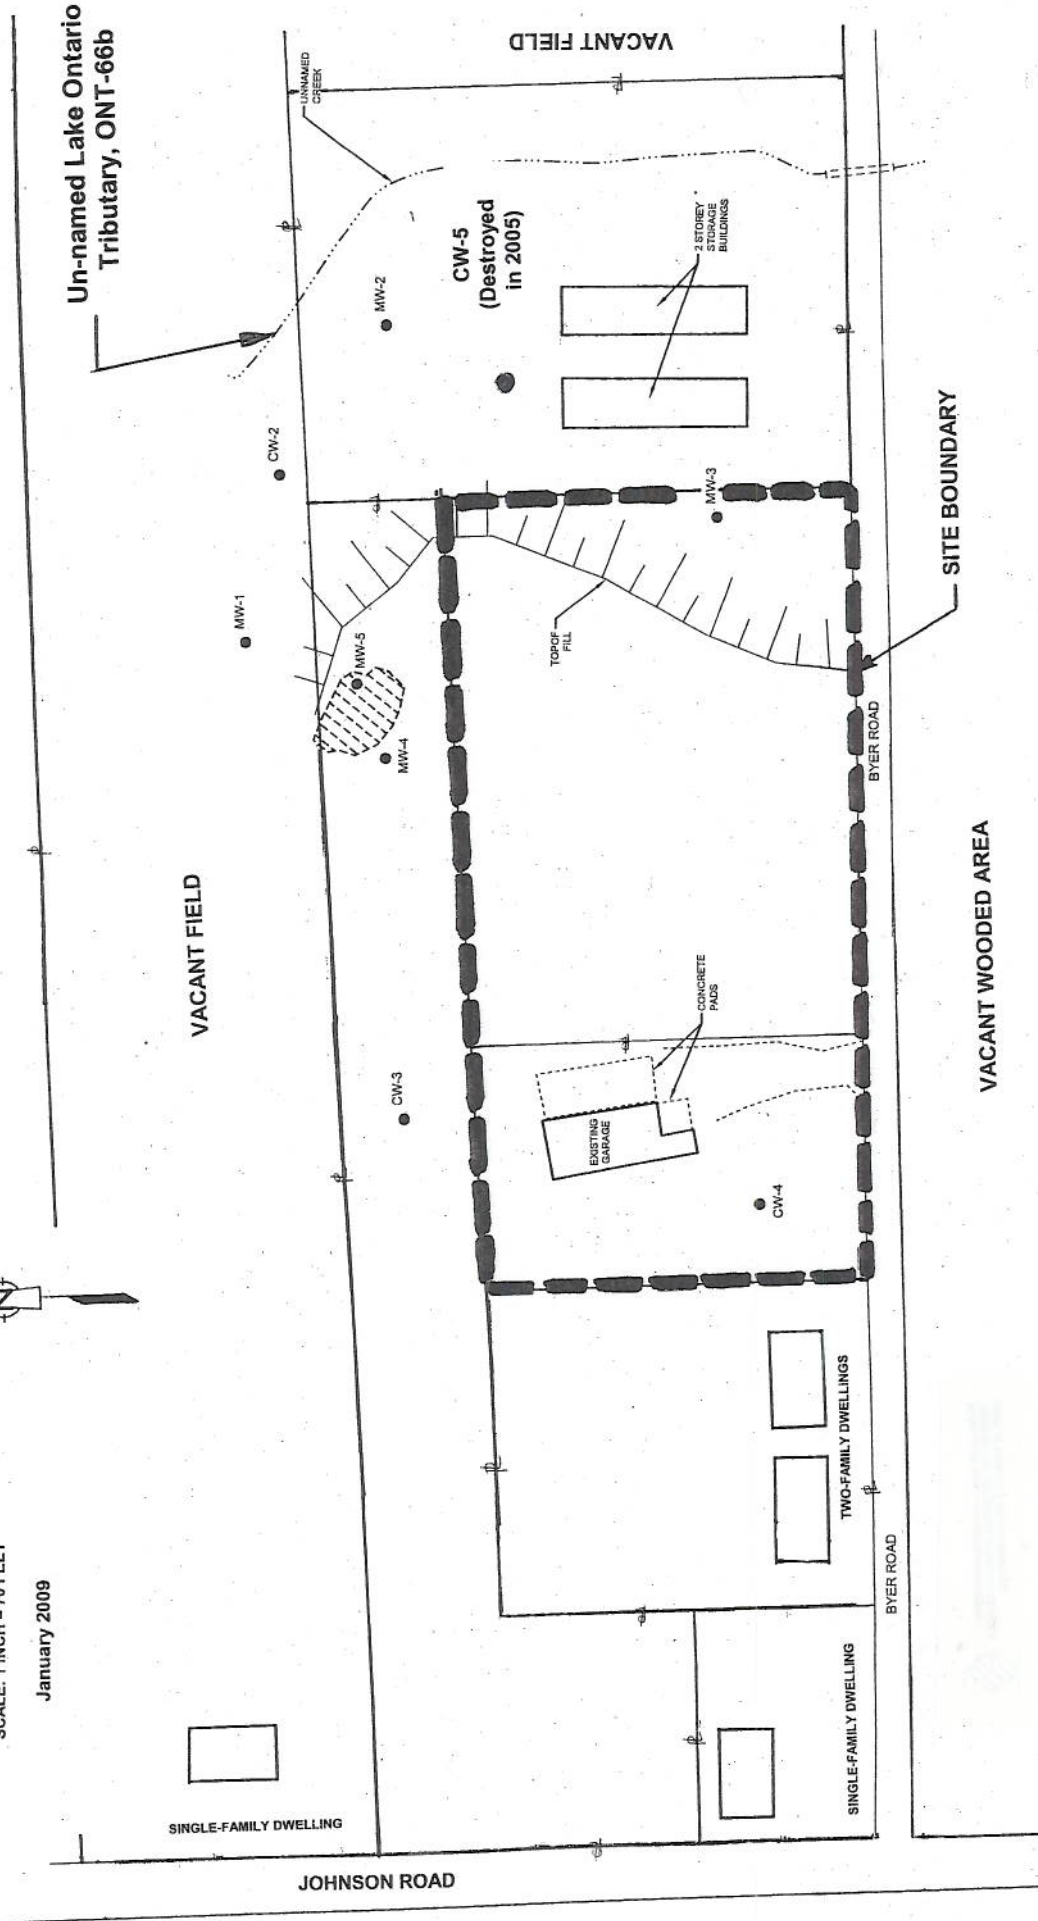 Un-named Lake Ontario
Tributary, ONT-66b
UNNAMED
CREEK
VACANT FIELD
MW-2
CW-5
(Destroyed
in 2005)
2 STOREY
STORAGE
BUILDINGS
CW-2
MW-1
MW-5
MW-4
MW-3
TOPOF
FILL
SITE BOUNDARY
BYER ROAD
VACANT FIELD
VACANT WOODED AREA
CONCRETE
PADS
CW-3
EXISTING
GARAGE
CW-4
N
January 2009
TWO-FAMILY DWELLINGS
BYER ROAD
SINGLE-FAMILY DWELLING
SINGLE-FAMILY DWELLING
JOHNSON ROAD